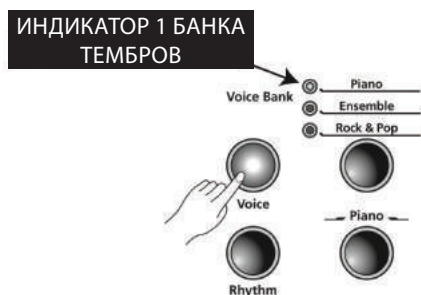 ИНДИКАТОР 1 БАНКА
ТЕМБРОВ
Voice Bank
Piano
Ensemble
Rock & Pop
Voice
Piano
Rhythm